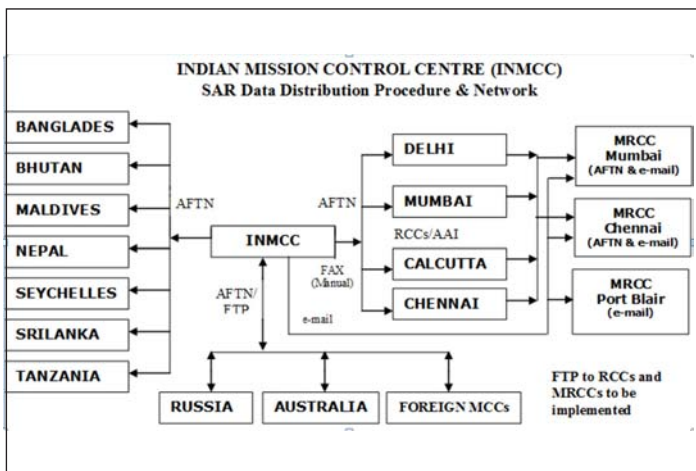 INDIAN MISSION CONTROL CENTRE (INMCC)
SAR Data Distribution Procedure & Network
BANGLADES
BHUTAN
MALDIVES
NEPAL
SEYCHELLES
SRILANKA
TANZANIA
AFTN
INMCC
AFTN/
FTP
AFTN
FAX
(Manual)
e-mail
DELHI
MUMBAI
RCCs/AAI
CALCUTTA
CHENNAI
MRCC
Mumbai
(AFTN & e-mail)
MRCC
Chennai
(AFTN & e-mail)
MRCC
Port Blair
(e-mail)
RUSSIA
AUSTRALIA
FOREIGN MCCs
FTP to RCCs and
MRCCs to be
implemented